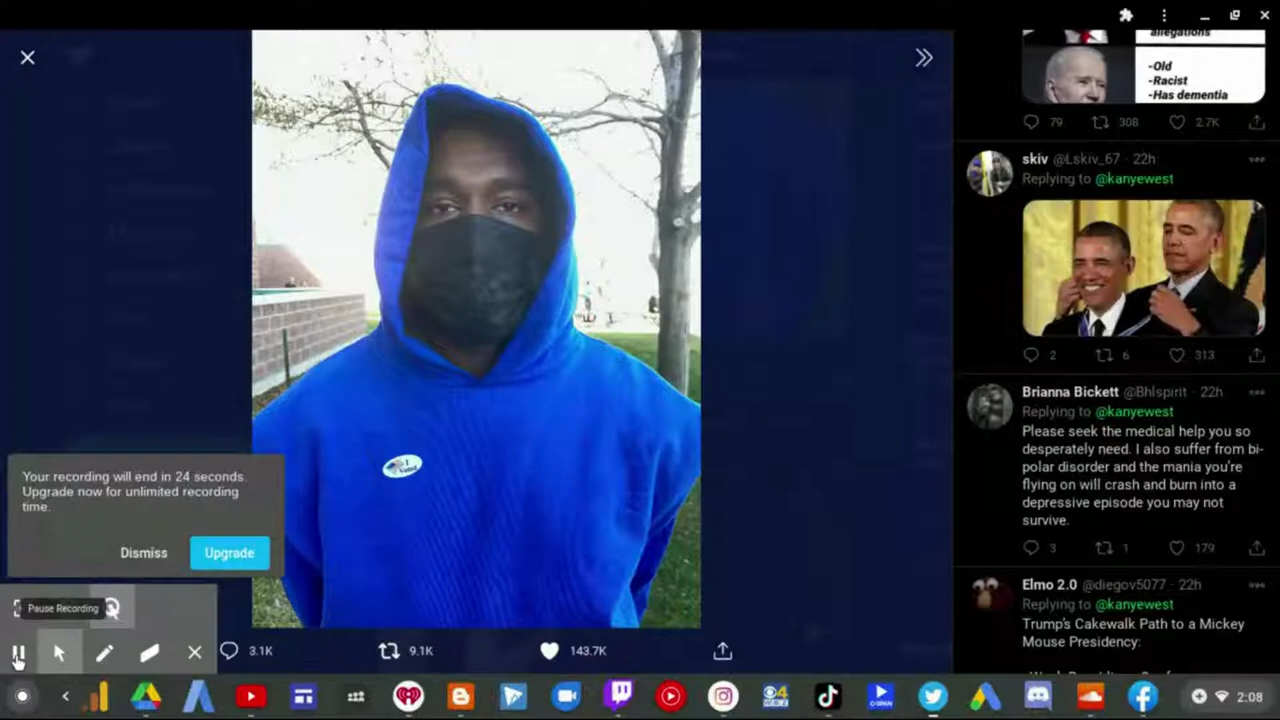 allegations
-Old
-Racist
-Has dementia
79 308 2.7K
skiv @Lskiv_67 · 22h
Replying to @kanyewest
2 6 313
Brianna Bickett @Bhlspirit · 22h
Replying to @kanyewest
Please seek the medical help you so
desperately need. I also suffer from bi-
polar disorder and the mania you're
flying on will crash and burn into a
depressive episode you may not
survive.
3 1 179
Elmo 2.0 @diegov5077 · 22h
Replying to @kanyewest
Trump's Cakewalk Path to a Mickey
Mouse Presidency:
I
Voted
Your recording will end in 24 seconds.
Upgrade now for unlimited recording
time.
Dismiss Upgrade
Pause Recording
3.1K 9.1K 143.7K
2:08